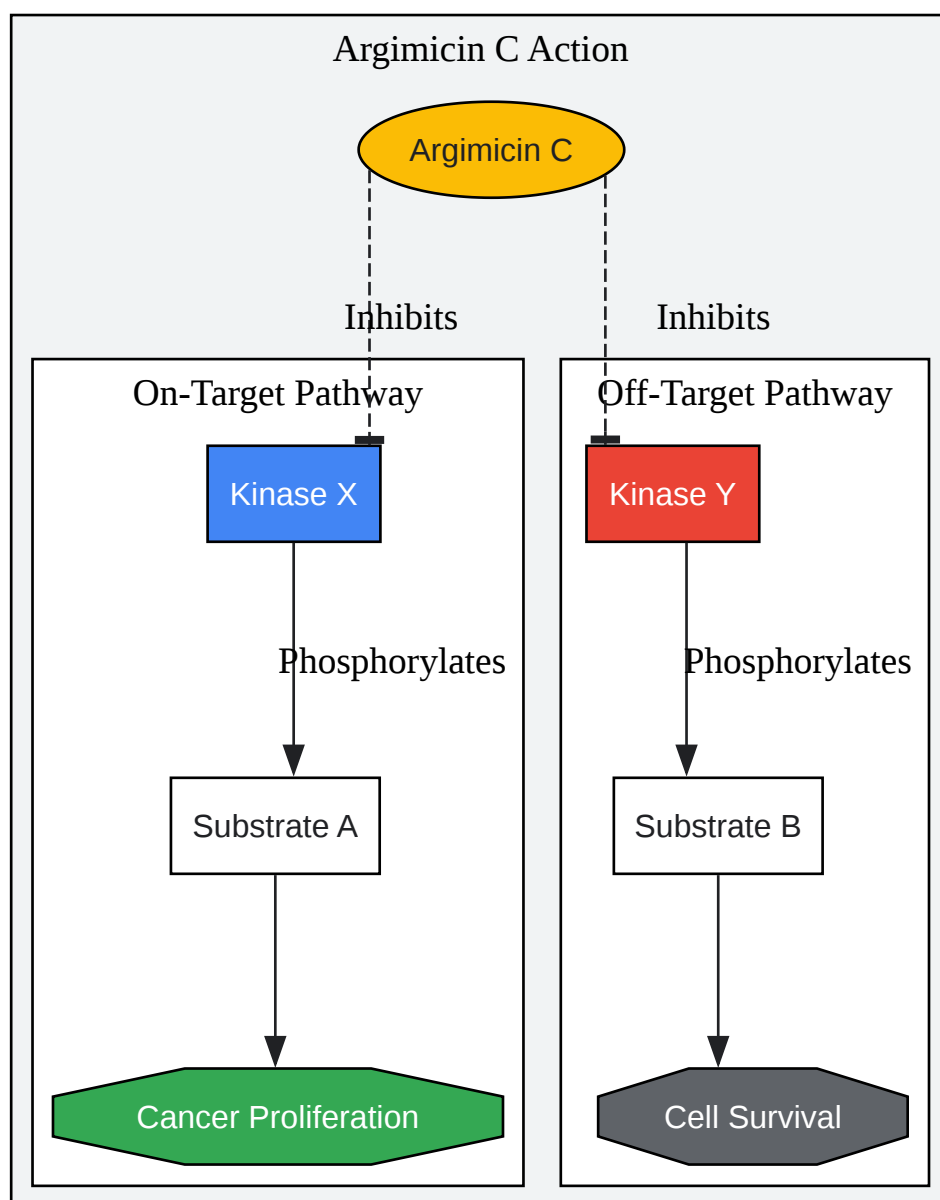 Argimicin C Action
Argimicin C
Inhibits
Inhibits
On-Target Pathway
Off-Target Pathway
Kinase X
Kinase Y
Phosphorylates
Phosphorylates
Substrate A
Substrate B
Cancer Proliferation
Cell Survival